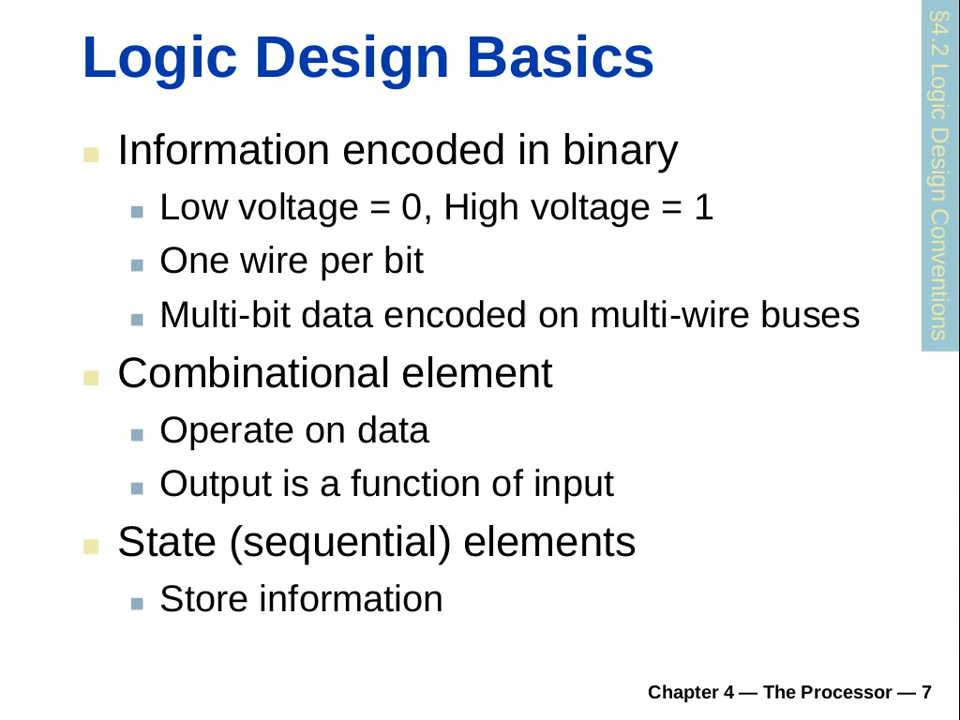 Logic Design Basics
§4.2 Logic Design Conventions
Information encoded in binary
Low voltage = 0, High voltage = 1
One wire per bit
Multi-bit data encoded on multi-wire buses
Combinational element
Operate on data
Output is a function of input
State (sequential) elements
Store information
Chapter 4 — The Processor — 7